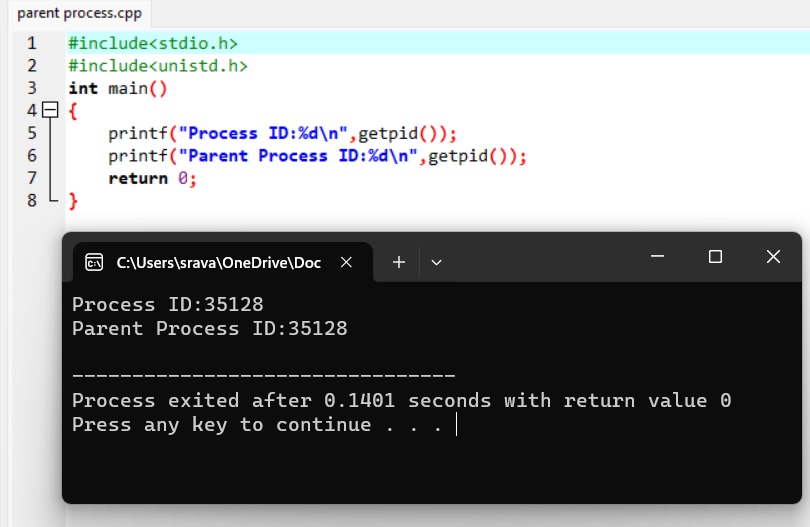 parent process.cpp
1 #include<stdio.h>
2 #include<unistd.h>
3 int main()
4 {
5 printf("Process ID:%d\n",getpid());
6 printf("Parent Process ID:%d\n",getpid());
7 return 0;
8 }
C:\Users\srava\OneDrive\Doc
Process ID:35128
Parent Process ID:35128
--------------------------------
Process exited after 0.1401 seconds with return value 0
Press any key to continue . . .